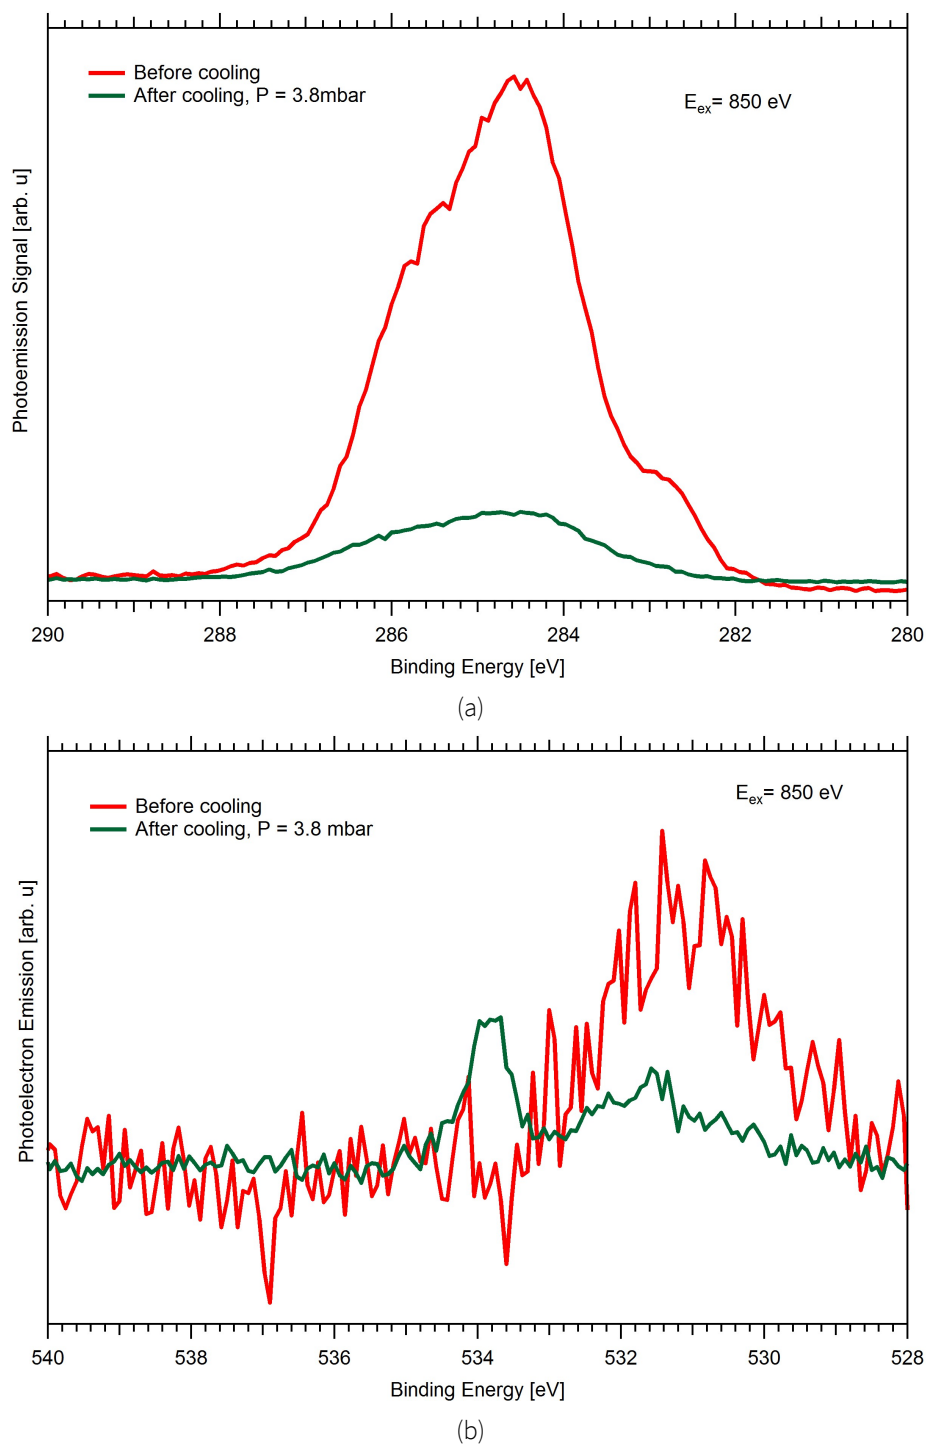 Before cooling
After cooling, P = 3.8mbar
Eex= 850 eV
Photoemission Signal [arb. u]
290 288 286 284 282 280
Binding Energy [eV]
(a)
Before cooling
After cooling, P = 3.8 mbar
Eex= 850 eV
Photoelectron Emission [arb. u]
540 538 536 534 532 530 528
Binding Energy [eV]
(b)